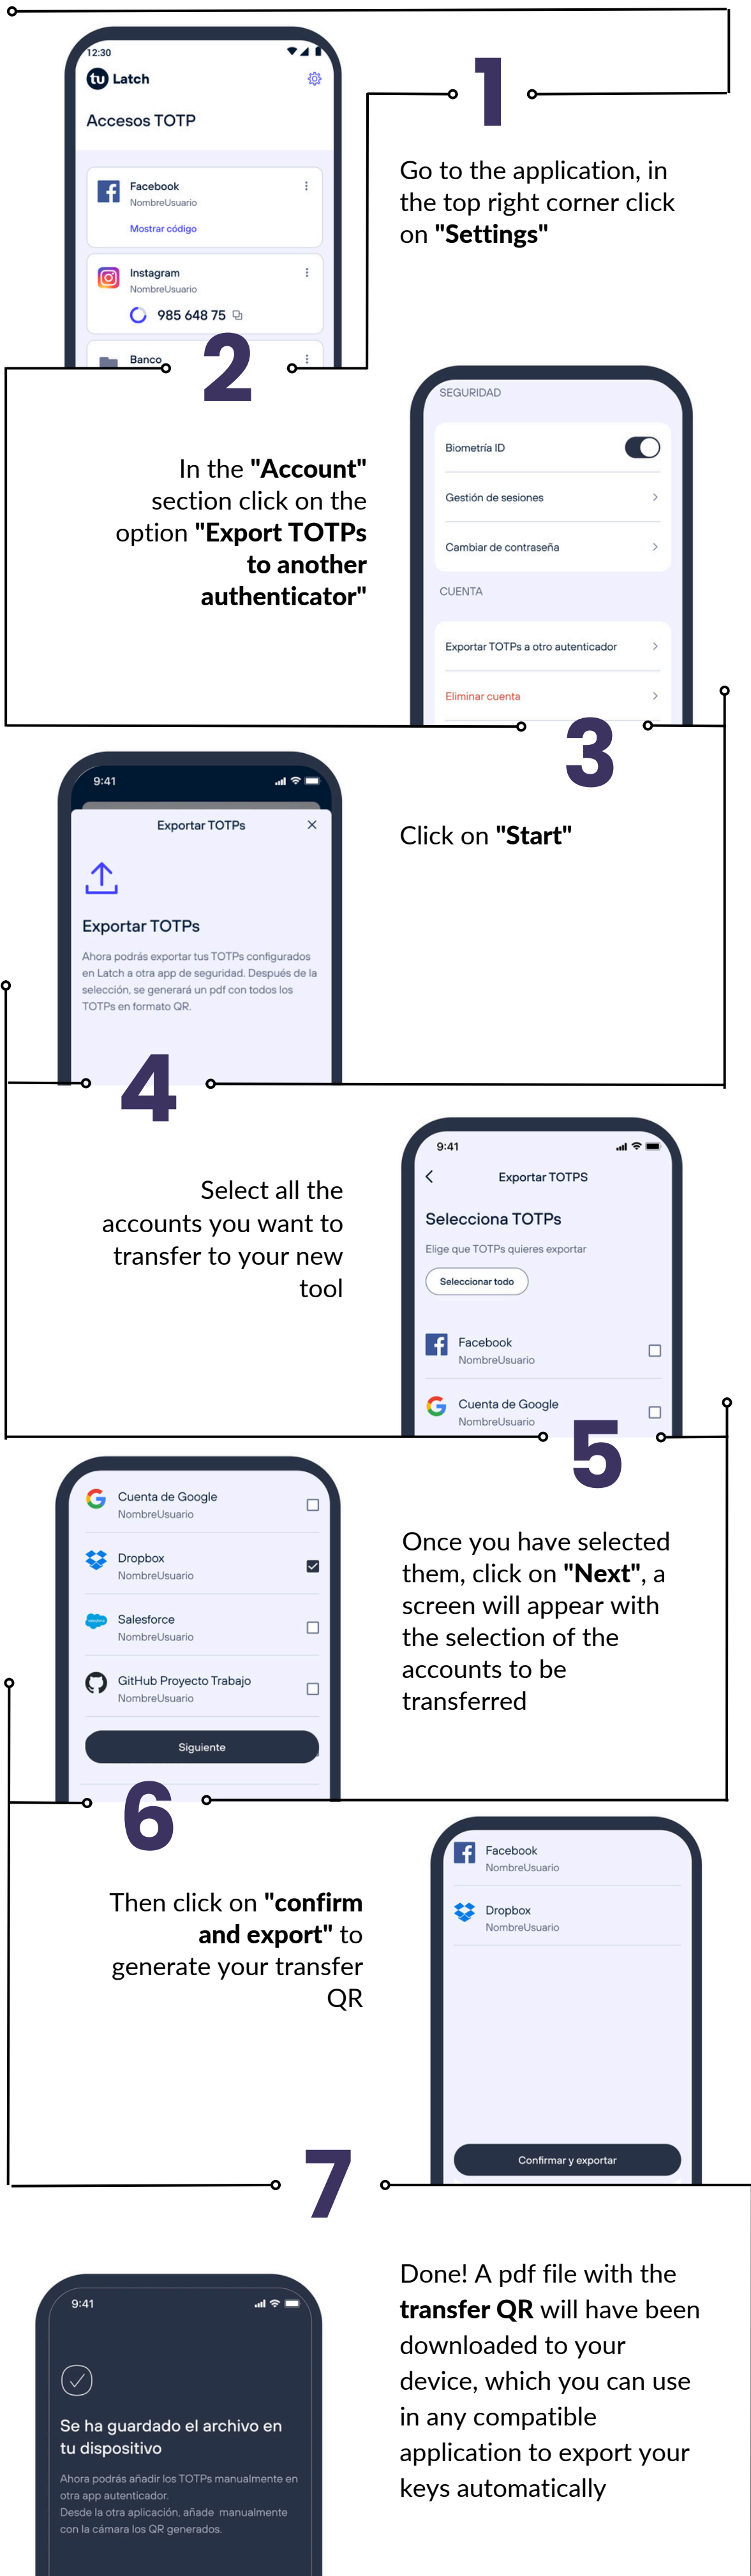 1
12:30
tu Latch
Accesos TOTP
Facebook
NombreUsuario
Mostrar código
Instagram
NombreUsuario
985 648 75
Banco
Go to the application, in
the top right corner click
on "Settings"
2
In the "Account"
section click on the
option "Export TOTPs
to another
authenticator"
SEGURIDAD
Biometría ID
Gestión de sesiones
Cambiar de contraseña
CUENTA
Exportar TOTPs a otro autenticador
Eliminar cuenta
3
9:41
Exportar TOTPs
Exportar TOTPs
Ahora podrás exportar tus TOTPs configurados
en Latch a otra app de seguridad. Después de la
selección, se generará un pdf con todos los
TOTPs en formato QR.
Click on "Start"
4
Select all the
accounts you want to
transfer to your new
tool
9:41
Exportar TOTPS
Selecciona TOTPs
Elige que TOTPs quieres exportar
Seleccionar todo
Facebook
NombreUsuario
Cuenta de Google
NombreUsuario
5
Cuenta de Google
NombreUsuario
Dropbox
NombreUsuario
Salesforce
NombreUsuario
GitHub Proyecto Trabajo
NombreUsuario
Siguiente
Once you have selected
them, click on "Next", a
screen will appear with
the selection of the
accounts to be
transferred
6
Then click on "confirm
and export" to
generate your transfer
QR
Facebook
NombreUsuario
Dropbox
NombreUsuario
Confirmar y exportar
7
9:41
Se ha guardado el archivo en
tu dispositivo
Ahora podrás añadir los TOTPs manualmente en
otra app autenticador.
Desde la otra aplicación, añade manualmente
con la cámara los QR generados.
Done! A pdf file with the
transfer QR will have been
downloaded to your
device, which you can use
in any compatible
application to export your
keys automatically